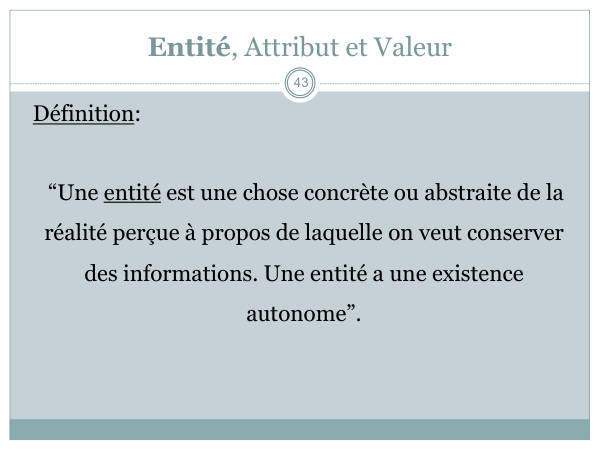 Entité, Attribut et Valeur
43
Définition:
“Une entité est une chose concrète ou abstraite de la
réalité perçue à propos de laquelle on veut conserver
des informations. Une entité a une existence
autonome”.